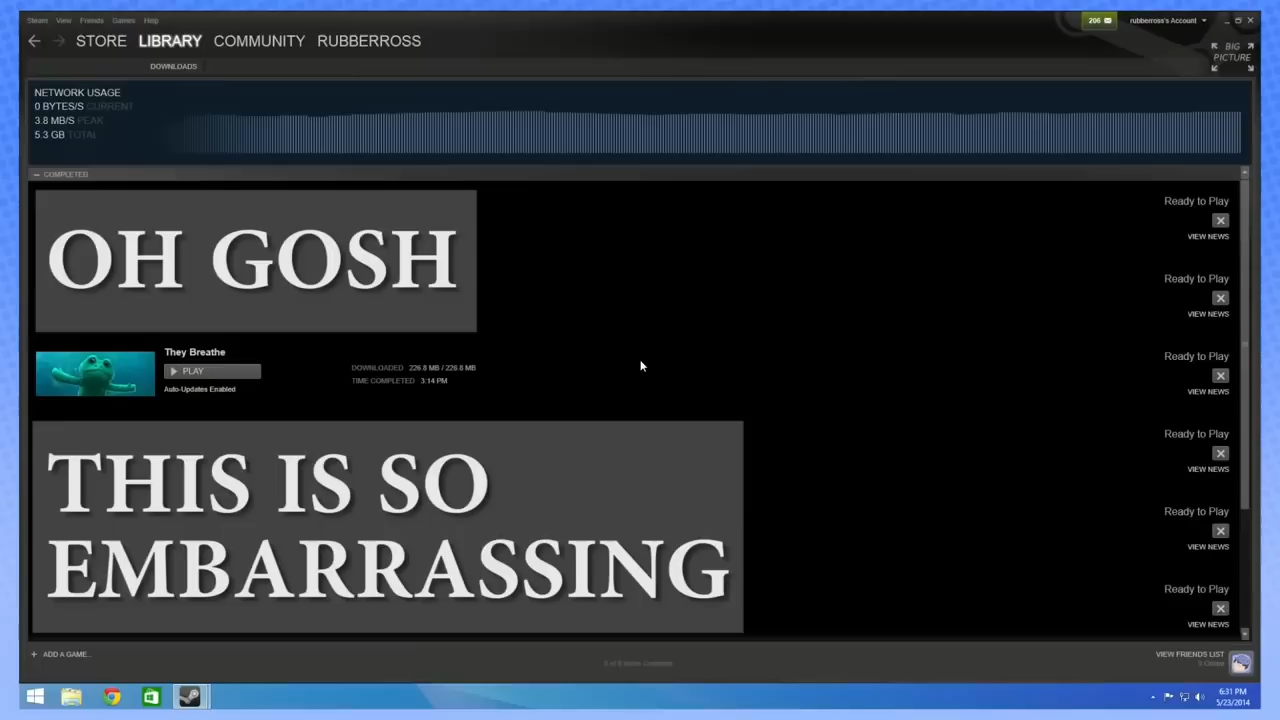 Steam View Friends Games Help
206
rubberross's Account
STORE LIBRARY COMMUNITY RUBBERROSS
BIG
PICTURE
DOWNLOADS
NETWORK USAGE
0 BYTES/S CURRENT
3.8 MB/S PEAK
5.3 GB TOTAL
COMPLETED
OH GOSH
Ready to Play
VIEW NEWS
Ready to Play
VIEW NEWS
They Breathe
PLAY
Auto-Updates Enabled
DOWNLOADED 226.8 MB / 226.8 MB
TIME COMPLETED 3:14 PM
Ready to Play
VIEW NEWS
THIS IS SO
EMBARRASSING
Ready to Play
VIEW NEWS
Ready to Play
VIEW NEWS
Ready to Play
VIEW NEWS
+ ADD A GAME...
VIEW FRIENDS LIST
6:31 PM
5/23/2014